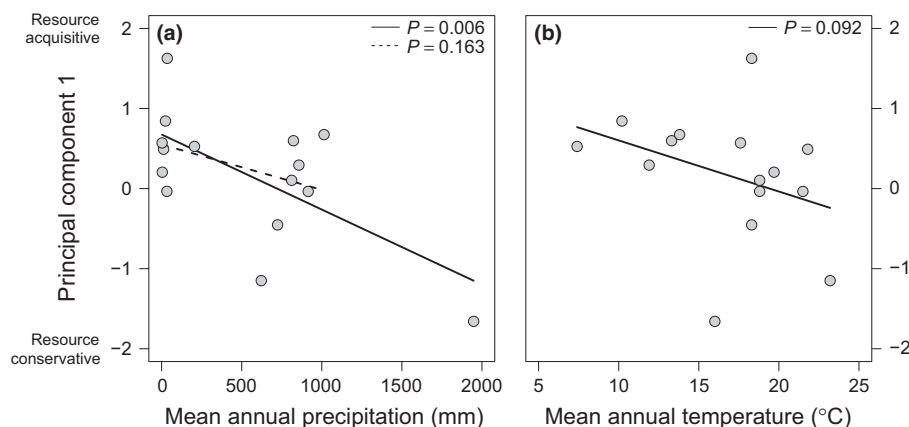 Resource
acquisitive
Principal component 1
Resource
conservative
(a)
P = 0.006
P = 0.163
2
1
0
−1
−2
0 500 1000 1500 2000
Mean annual precipitation (mm)
(b)
P = 0.092
2
1
0
−1
−2
5 10 15 20 25
Mean annual temperature (°C)